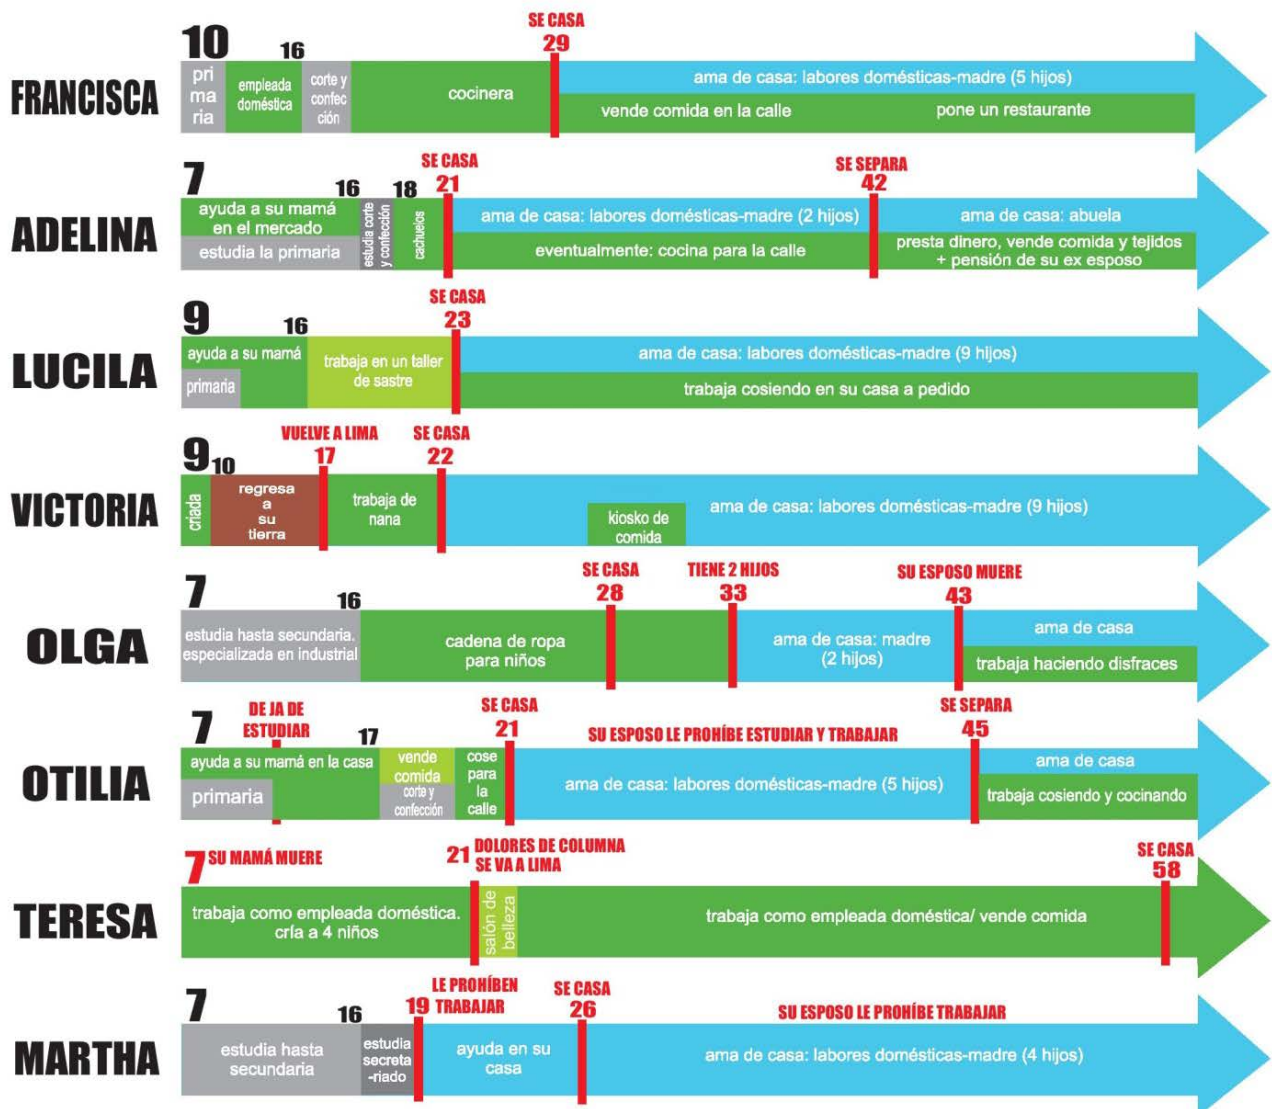 SE CASA
10
16
29
FRANCISCA
pri
ma
ria
empleada
doméstica
corte y
confec
ción
cocinera
ama de casa: labores domésticas-madre (5 hijos)
vende comida en la calle
pone un restaurante
SE CASA
SE SEPARA
7
16
18
21
42
ADELINA
ayuda a su mamá
en el mercado
estudia la primaria
estudia corte
y confección
cachuelos
ama de casa: labores domésticas-madre (2 hijos)
eventualmente: cocina para la calle
ama de casa: abuela
presta dinero, vende comida y tejidos
+ pensión de su ex esposo
SE CASA
9
16
23
LUCILA
ayuda a su mamá
primaria
trabaja en un taller
de sastre
ama de casa: labores domésticas-madre (9 hijos)
trabaja cosiendo en su casa a pedido
VUELVE A LIMA
SE CASA
9
10
17
22
VICTORIA
criada
regresa
a
su
tierra
trabaja de
nana
kiosko de
comida
ama de casa: labores domésticas-madre (9 hijos)
SE CASA
TIENE 2 HIJOS
SU ESPOSO MUERE
7
16
28
33
43
OLGA
estudia hasta secundaria.
especializada en industrial
cadena de ropa
para niños
ama de casa: madre
(2 hijos)
ama de casa
trabaja haciendo disfraces
DE JA DE
ESTUDIAR
SE CASA
SU ESPOSO LE PROHÍBE ESTUDIAR Y TRABAJAR
SE SEPARA
7
17
21
45
OTILIA
ayuda a su mamá en la casa
primaria
vende
comida
corte y
confección
cose
para
la
calle
ama de casa: labores domésticas-madre (5 hijos)
ama de casa
trabaja cosiendo y cocinando
7 SU MAMÁ MUERE
21 DOLORES DE COLUMNA
SE VA A LIMA
SE CASA
58
TERESA
trabaja como empleada doméstica.
cría a 4 niños
salón de
belleza
trabaja como empleada doméstica/ vende comida
LE PROHÍBEN
TRABAJAR
SE CASA
SU ESPOSO LE PROHÍBE TRABAJAR
7
16
19
26
MARTHA
estudia hasta
secundaria
estudia
secreta
-riado
ayuda en su
casa
ama de casa: labores domésticas-madre (4 hijos)